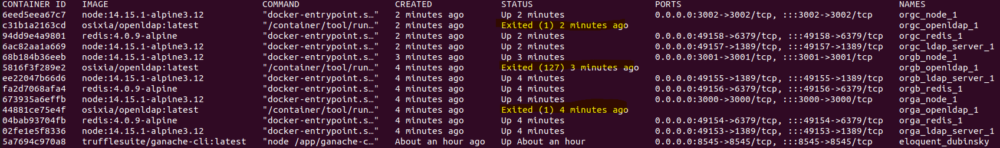 CONTAINER ID   IMAGE                             COMMAND                  CREATED             STATUS                       PORTS                                         NAMES
6eed5eea67c7   node:14.15.1-alpine3.12           "docker-entrypoint.s…"   2 minutes ago       Up 2 minutes                 0.0.0.0:3002->3002/tcp, :::3002->3002/tcp     orgc_node_1
c31b1a2163cd   osixia/openldap:latest            "/container/tool/run…"   2 minutes ago       Exited (1) 2 minutes ago                                                   orgc_openldap_1
94dd9e4a9801   redis:4.0.9-alpine                "docker-entrypoint.s…"   2 minutes ago       Up 2 minutes                 0.0.0.0:49158->6379/tcp, :::49158->6379/tcp   orgc_redis_1
6ac82aa1a669   node:14.15.1-alpine3.12           "docker-entrypoint.s…"   2 minutes ago       Up 2 minutes                 0.0.0.0:49157->1389/tcp, :::49157->1389/tcp   orgc_ldap_server_1
68b184b36eeb   node:14.15.1-alpine3.12           "docker-entrypoint.s…"   3 minutes ago       Up 3 minutes                 0.0.0.0:3001->3001/tcp, :::3001->3001/tcp     orgb_node_1
5816f3f289e2   osixia/openldap:latest            "/container/tool/run…"   4 minutes ago       Exited (127) 3 minutes ago                                                 orgb_openldap_1
ee22047b66d6   node:14.15.1-alpine3.12           "docker-entrypoint.s…"   4 minutes ago       Up 4 minutes                 0.0.0.0:49155->1389/tcp, :::49155->1389/tcp   orgb_ldap_server_1
fa2d7068afa4   redis:4.0.9-alpine                "docker-entrypoint.s…"   4 minutes ago       Up 4 minutes                 0.0.0.0:49156->6379/tcp, :::49156->6379/tcp   orgb_redis_1
673935a6effb   node:14.15.1-alpine3.12           "docker-entrypoint.s…"   4 minutes ago       Up 4 minutes                 0.0.0.0:3000->3000/tcp, :::3000->3000/tcp     orga_node_1
44881ce75e4f   osixia/openldap:latest            "/container/tool/run…"   4 minutes ago       Exited (1) 4 minutes ago                                                   orga_openldap_1
04bab93704fb   redis:4.0.9-alpine                "docker-entrypoint.s…"   4 minutes ago       Up 4 minutes                 0.0.0.0:49154->6379/tcp, :::49154->6379/tcp   orga_redis_1
02fe1e5f8336   node:14.15.1-alpine3.12           "docker-entrypoint.s…"   4 minutes ago       Up 4 minutes                 0.0.0.0:49153->1389/tcp, :::49153->1389/tcp   orga_ldap_server_1
5a7694c970a8   trufflesuite/ganache-cli:latest   "node /app/ganache-c…"   About an hour ago   Up About an hour             0.0.0.0:8545->8545/tcp, :::8545->8545/tcp     eloquent_dubinsky